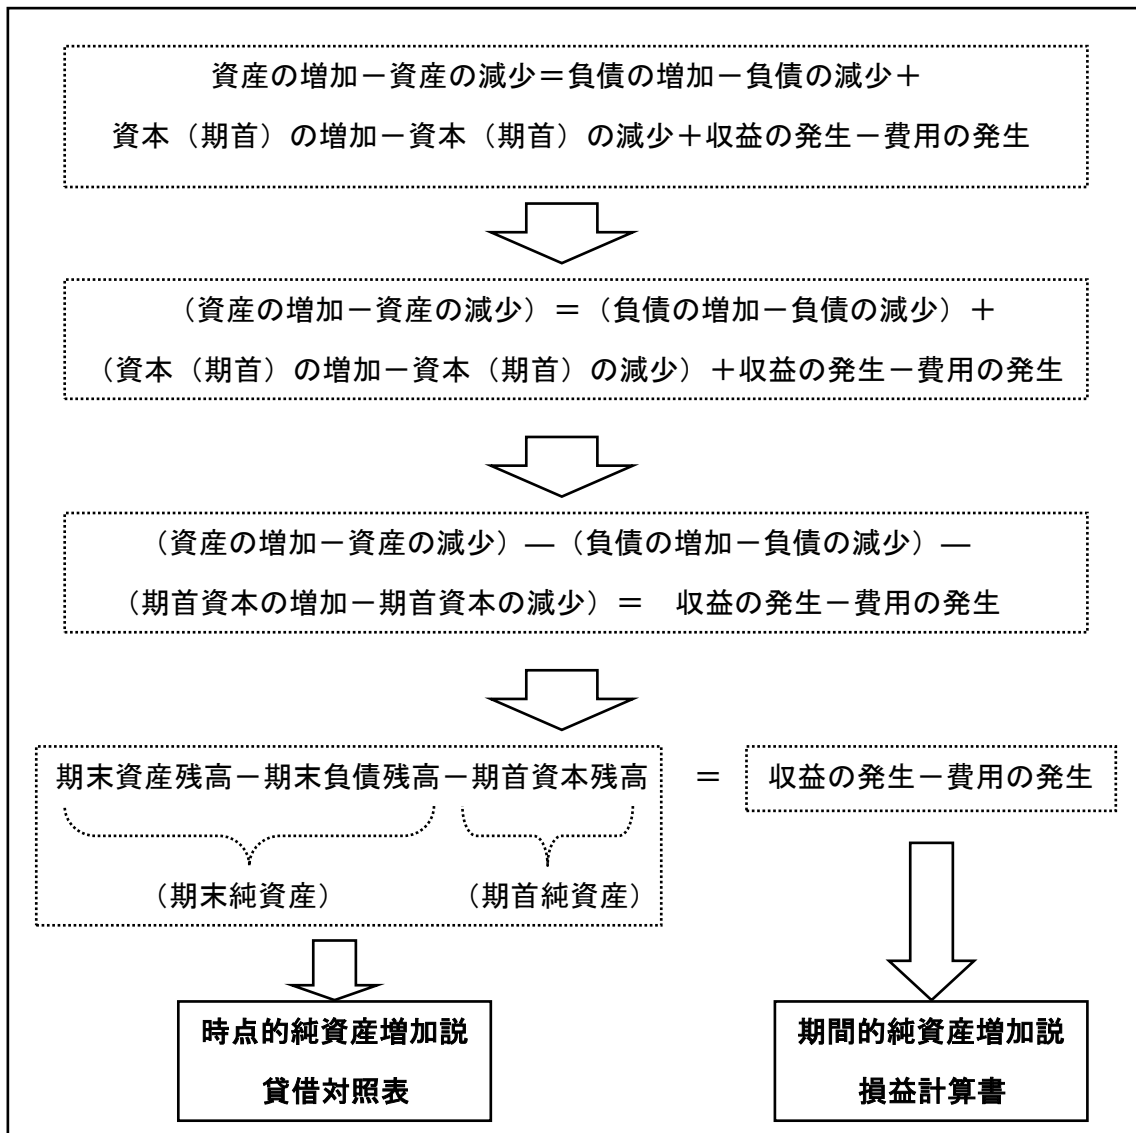 資産の増加－資産の減少＝負債の増加－負債の減少＋
資本（期首）の増加－資本（期首）の減少＋収益の発生－費用の発生
（資産の増加－資産の減少）＝（負債の増加－負債の減少）＋
（資本（期首）の増加－資本（期首）の減少）＋収益の発生－費用の発生
（資産の増加－資産の減少）―（負債の増加－負債の減少）―
（期首資本の増加－期首資本の減少）＝　収益の発生－費用の発生
期末資産残高－期末負債残高－期首資本残高　＝　収益の発生－費用の発生
（期末純資産）　（期首純資産）
時点的純資産増加説
貸借対照表
期間的純資産増加説
損益計算書